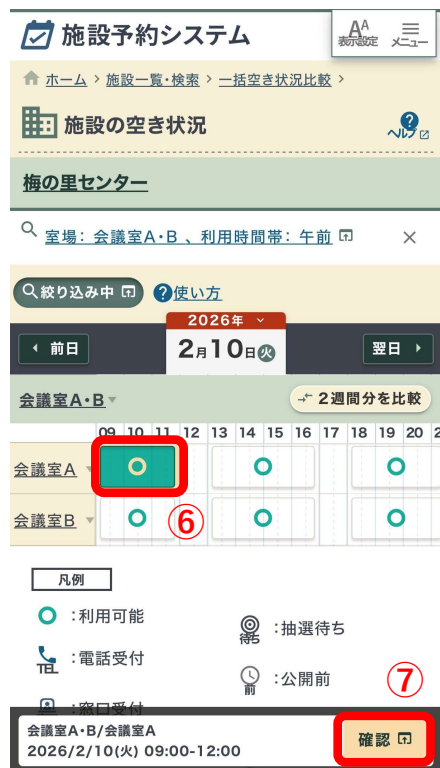 施設予約システム
AA
表示設定 メニュー
ホーム > 施設一覧・検索 > 一括空き状況比較 >
施設の空き状況
ヘルプ
梅の里センター
室場： 会議室A・B 、利用時間帯：午前 ×
絞り込み中 ?使い方
2026年
前日 2月10日火 翌日
会議室A・B 2週間分を比較
09 10 11 12 13 14 15 16 17 18 19 20 2
会議室A
会議室B ⑥
凡例
:利用可能
待ち :抽選待ち
TEL :電話受付
前 :公開前 ⑦
:窓口受付
会議室A・B/会議室A
2026/2/10(火) 09:00-12:00
確認